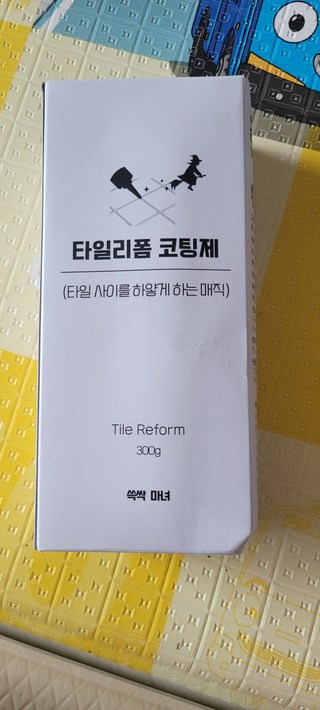 타일리폼 코팅제
(타일 사이를 하얗게 하는 매직)
Tile Reform
300g
쓱싹 마녀